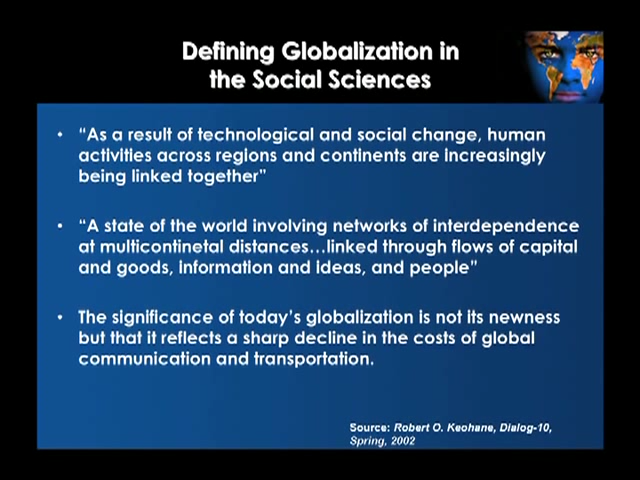 Defining Globalization in
the Social Sciences
• “As a result of technological and social change, human
activities across regions and continents are increasingly
being linked together”
• “A state of the world involving networks of interdependence
at multicontinetal distances…linked through flows of capital
and goods, information and ideas, and people”
• The significance of today’s globalization is not its newness
but that it reflects a sharp decline in the costs of global
communication and transportation.
Source: Robert O. Keohane, Dialog-10,
Spring, 2002